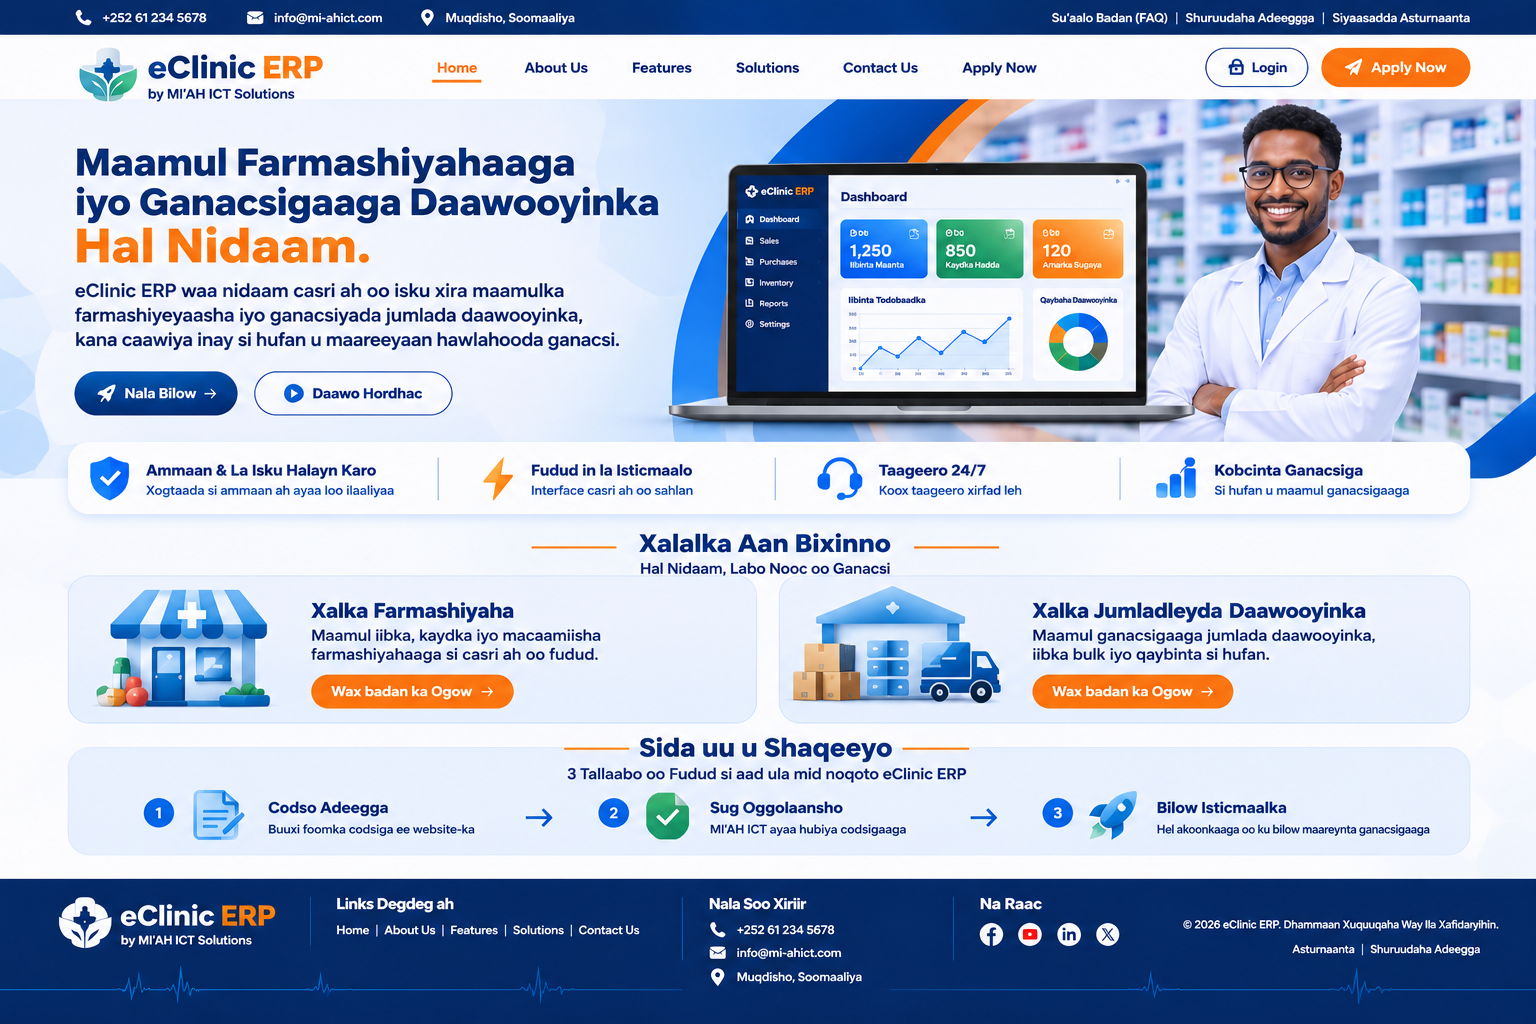 +252 61 234 5678
info@mi-ahict.com
Muqdisho, Soomaaliya
Su'aalo Badan (FAQ) | Shuruudaha Adeegga | Siyaasadda Asturnaanta
eClinic ERP
by MI'AH ICT Solutions
Home
About Us
Features
Solutions
Contact Us
Apply Now
Login
Apply Now
Maamul Farmashiyahaaga
iyo Ganacsigaaga Daawooyinka
Hal Nidaam.
eClinic ERP waa nidaam casri ah oo isku xira maamulka
farmashiyeyaasha iyo ganacsiyada jumlada daawooyinka,
kana caawiya inay si hufan u maareeyaan hawlahooda ganacsi.
Nala Bilow
Daawo Hordhac
eClinic ERP
Dashboard
Sales
Purchases
Inventory
Reports
Settings
Dashboard
1,250
Iibinta Maanta
850
Kaydka Hadda
120
Amarka Sugaya
Iibinta Todobaadka
Qaybaha Daawooyinka
Ammaan & La Isku Halayn Karo
Xogtaada si ammaan ah ayaa loo ilaaliyaa
Fudud in la Isticmaalo
Interface casri ah oo sahlan
Taageero 24/7
Koox taageero xirfad leh
Kobcinta Ganacsiga
Si hufan u maamul ganacsigaaga
Xalalka Aan Bixinno
Hal Nidaam, Labo Nooc oo Ganacsi
Xalka Farmashiyaha
Maamul iibka, kaydka iyo macaamiisha
farmashiyahaaga si casri ah oo fudud.
Wax badan ka Ogow
Xalka Jumladleyda Daawooyinka
Maamul ganacsigaaga jumlada daawooyinka,
iibka bulk iyo qaybinta si hufan.
Wax badan ka Ogow
Sida uu u Shaqeeyo
3 Tallaabo oo Fudud si aad ula mid noqoto eClinic ERP
1
Codso Adeegga
Buuxi foomka codsiga ee website-ka
2
Sug Oggolaansho
MI'AH ICT ayaa hubiya codsigaaga
3
Bilow Isticmaalka
Hel akoonkaaga oo ku bilow maareynta ganacsigaaga
eClinic ERP
by MI'AH ICT Solutions
Links Degdeg ah
Home | About Us | Features | Solutions | Contact Us
Nala Soo Xiriir
+252 61 234 5678
info@mi-ahict.com
Muqdisho, Soomaaliya
Na Raac
© 2026 eClinic ERP. Dhammaan Xuquuqaha Way Ila Xafidaryihin.
Asturnaanta | Shuruudaha Adeegga